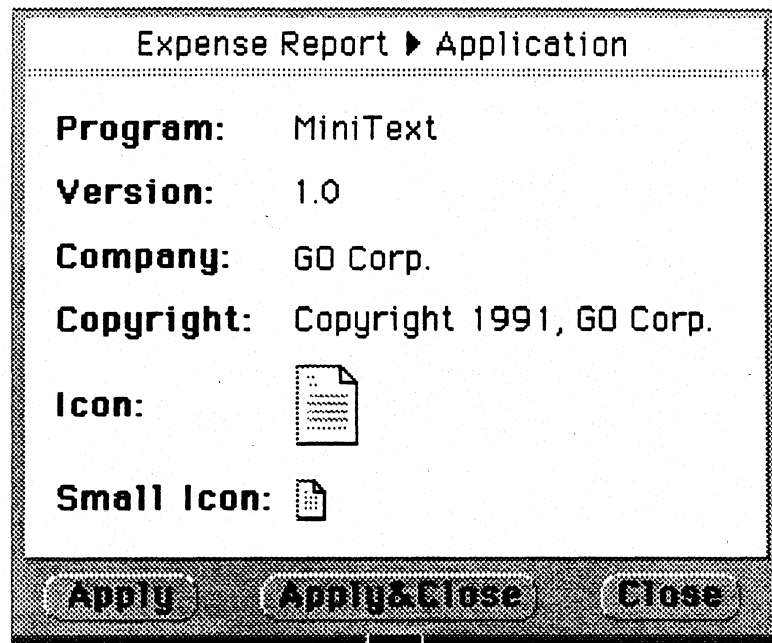 Expense Report ▶ Application
Program: MiniText
Version: 1.0
Company: GO Corp.
Copyright: Copyright 1991, GO Corp.
Icon:
Small Icon:
Apply Apply&Close Close